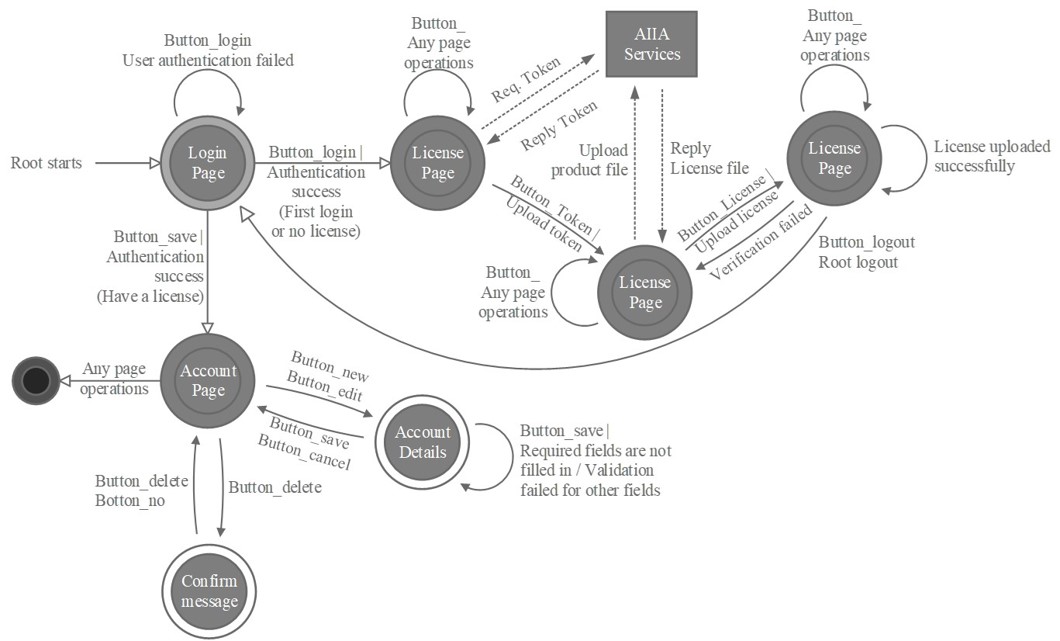 Button_login
User authentication failed
Button_
Any page
operations
AIIA
Services
Button_
Any page
operations
Req. Token
Reply Token
Root starts
Login
Page
Button_login |
Authentication
success
(First login
or no license)
License
Page
Upload
product file
Reply
License file
License
Page
License uploaded
successfully
Button_Token |
Upload token
Button_License |
Upload license
Verification failed
Button_save |
Authentication
success
(Have a license)
Button_
Any page
operations
License
Page
Button_logout
Root logout
Any page
operations
Account
Page
Button_new
Button_edit
Button_save
Button_cancel
Account
Details
Button_save |
Required fields are not
filled in / Validation
failed for other fields
Button_delete
Botton_no
Button_delete
Confirm
message